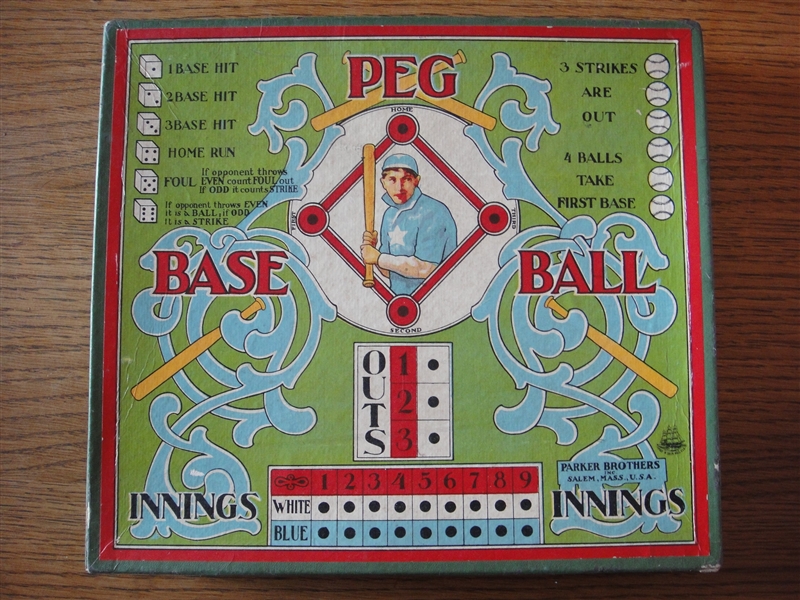 PEG
1 BASE HIT
2 BASE HIT
3 BASE HIT
HOME RUN
FOUL
If opponent throws
EVEN count FOUL out
If ODD it counts STRIKE
If opponent throws EVEN
it is a BALL, if ODD
it is a STRIKE
3 STRIKES
ARE
OUT
4 BALLS
TAKE
FIRST BASE
HOME
FIRST
THIRD
SECOND
BASE BALL
OUTS
1
2
3
INNINGS
1 2 3 4 5 6 7 8 9
WHITE
BLUE
PARKER BROTHERS
INC
SALEM, MASS., U.S.A.
INNINGS